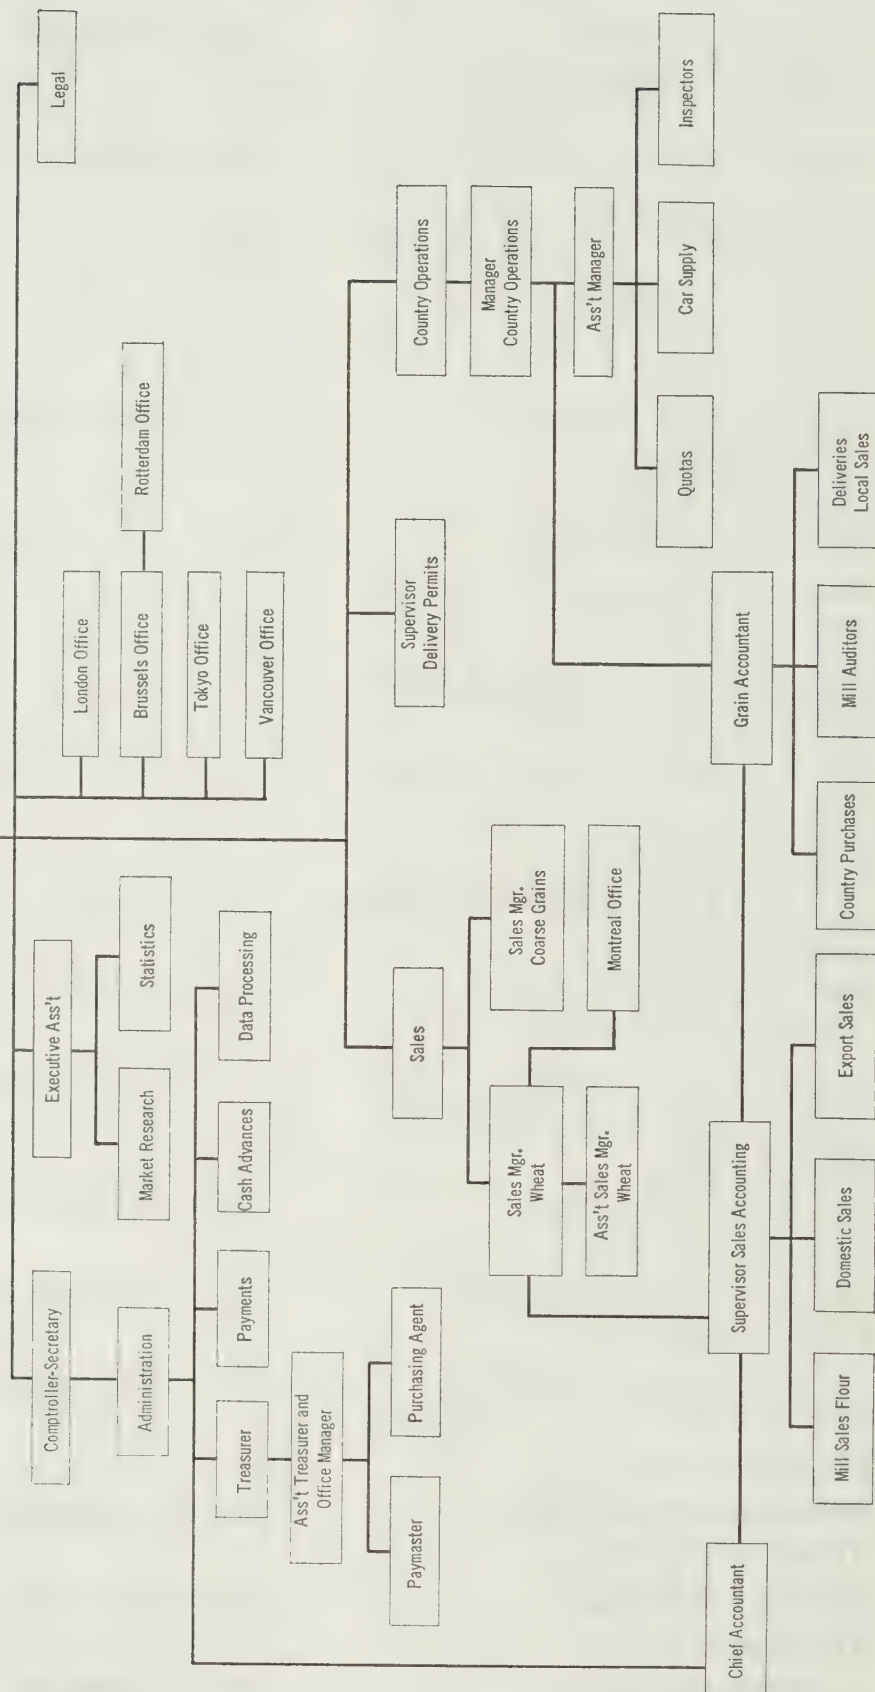 Comptroller-Secretary
Executive Ass't
Legal
Administration
Market Research
Statistics
London Office
Brussels Office
Rotterdam Office
Tokyo Office
Vancouver Office
Treasurer
Payments
Cash Advances
Data Processing
Ass't Treasurer and
Office Manager
Paymaster
Purchasing Agent
Sales
Supervisor
Delivery Permits
Country Operations
Manager
Country Operations
Sales Mgr.
Wheat
Sales Mgr.
Coarse Grains
Ass't Sales Mgr.
Wheat
Montreal Office
Ass't Manager
Quotas
Car Supply
Inspectors
Chief Accountant
Supervisor Sales Accounting
Grain Accountant
Mill Sales Flour
Domestic Sales
Export Sales
Country Purchases
Mill Auditors
Deliveries
Local Sales